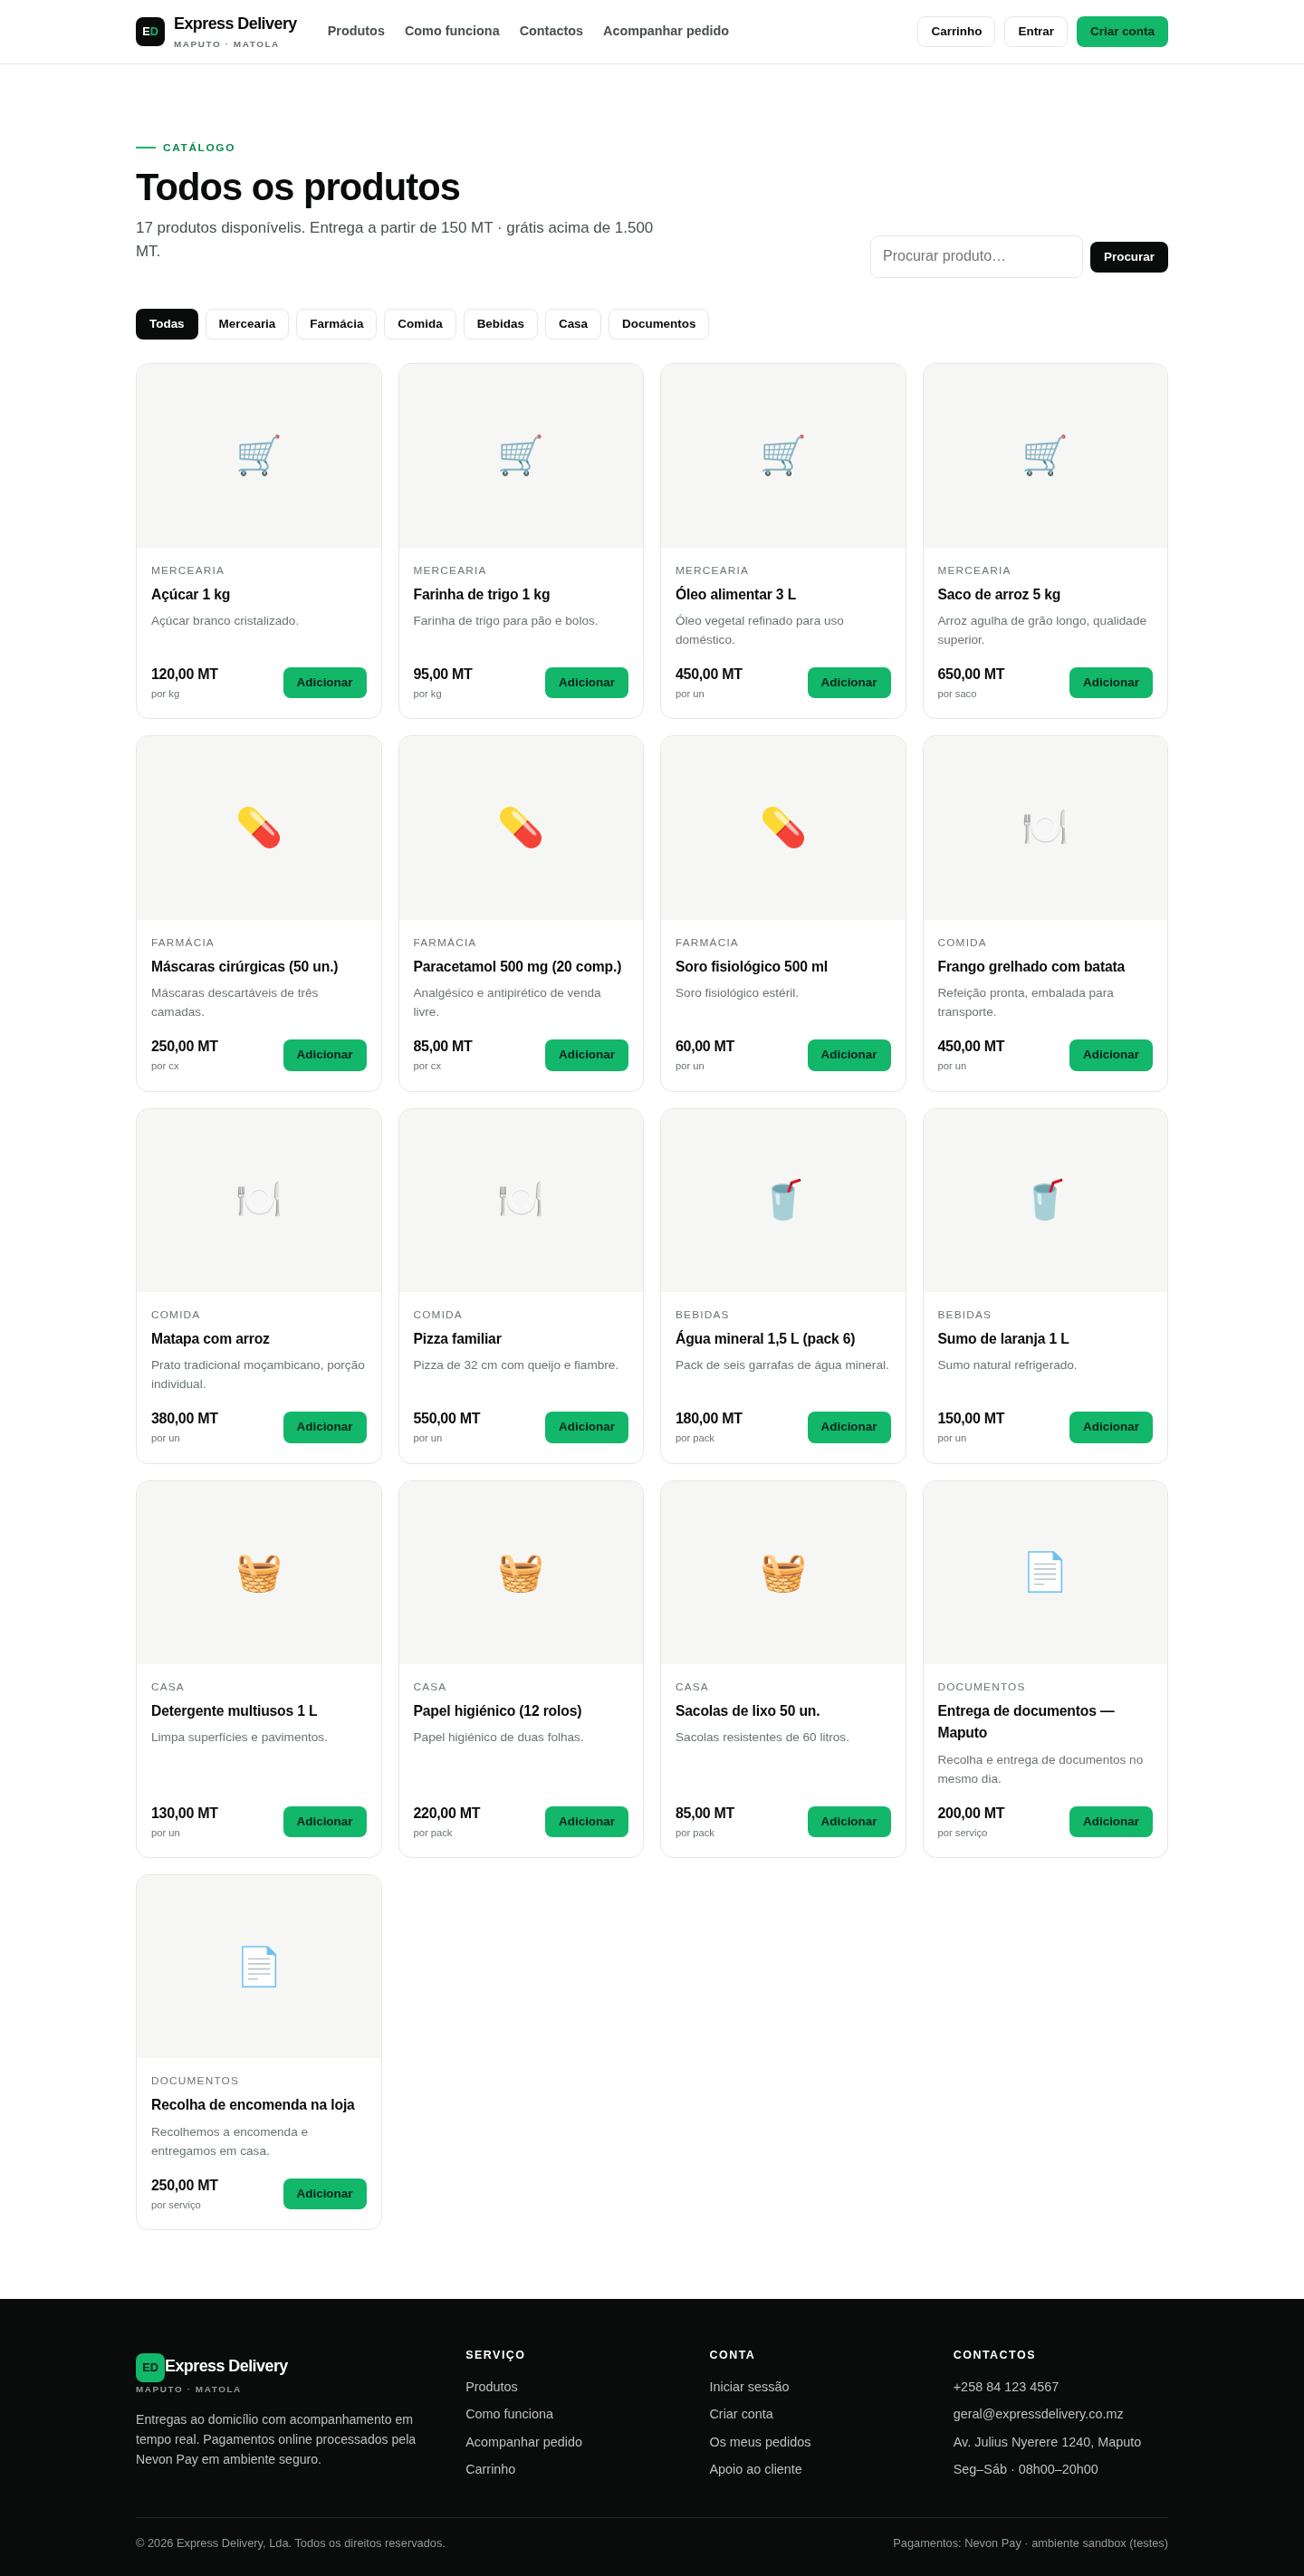 ED Express Delivery
MAPUTO · MATOLA
Produtos Como funciona Contactos Acompanhar pedido
Carrinho Entrar Criar conta
CATÁLOGO
Todos os produtos
17 produtos disponívelis. Entrega a partir de 150 MT · grátis acima de 1.500
MT.
Procurar produto… Procurar
Todas Mercearia Farmácia Comida Bebidas Casa Documentos
MERCEARIA
Açúcar 1 kg
Açúcar branco cristalizado.
120,00 MT
por kg
Adicionar
MERCEARIA
Farinha de trigo 1 kg
Farinha de trigo para pão e bolos.
95,00 MT
por kg
Adicionar
MERCEARIA
Óleo alimentar 3 L
Óleo vegetal refinado para uso
doméstico.
450,00 MT
por un
Adicionar
MERCEARIA
Saco de arroz 5 kg
Arroz agulha de grão longo, qualidade
superior.
650,00 MT
por saco
Adicionar
FARMÁCIA
Máscaras cirúrgicas (50 un.)
Máscaras descartáveis de três
camadas.
250,00 MT
por cx
Adicionar
FARMÁCIA
Paracetamol 500 mg (20 comp.)
Analgésico e antipirético de venda
livre.
85,00 MT
por cx
Adicionar
FARMÁCIA
Soro fisiológico 500 ml
Soro fisiológico estéril.
60,00 MT
por un
Adicionar
COMIDA
Frango grelhado com batata
Refeição pronta, embalada para
transporte.
450,00 MT
por un
Adicionar
COMIDA
Matapa com arroz
Prato tradicional moçambicano, porção
individual.
380,00 MT
por un
Adicionar
COMIDA
Pizza familiar
Pizza de 32 cm com queijo e fiambre.
550,00 MT
por un
Adicionar
BEBIDAS
Água mineral 1,5 L (pack 6)
Pack de seis garrafas de água mineral.
180,00 MT
por pack
Adicionar
BEBIDAS
Sumo de laranja 1 L
Sumo natural refrigerado.
150,00 MT
por un
Adicionar
CASA
Detergente multiusos 1 L
Limpa superfícies e pavimentos.
130,00 MT
por un
Adicionar
CASA
Papel higiénico (12 rolos)
Papel higiénico de duas folhas.
220,00 MT
por pack
Adicionar
CASA
Sacolas de lixo 50 un.
Sacolas resistentes de 60 litros.
85,00 MT
por pack
Adicionar
DOCUMENTOS
Entrega de documentos —
Maputo
Recolha e entrega de documentos no
mesmo dia.
200,00 MT
por serviço
Adicionar
DOCUMENTOS
Recolha de encomenda na loja
Recolhemos a encomenda e
entregamos em casa.
250,00 MT
por serviço
Adicionar
ED Express Delivery
MAPUTO · MATOLA
Entregas ao domicílio com acompanhamento em
tempo real. Pagamentos online processados pela
Nevon Pay em ambiente seguro.
SERVIÇO
Produtos
Como funciona
Acompanhar pedido
Carrinho
CONTA
Iniciar sessão
Criar conta
Os meus pedidos
Apoio ao cliente
CONTACTOS
+258 84 123 4567
geral@expressdelivery.co.mz
Av. Julius Nyerere 1240, Maputo
Seg–Sáb · 08h00–20h00
© 2026 Express Delivery, Lda. Todos os direitos reservados.
Pagamentos: Nevon Pay · ambiente sandbox (testes)